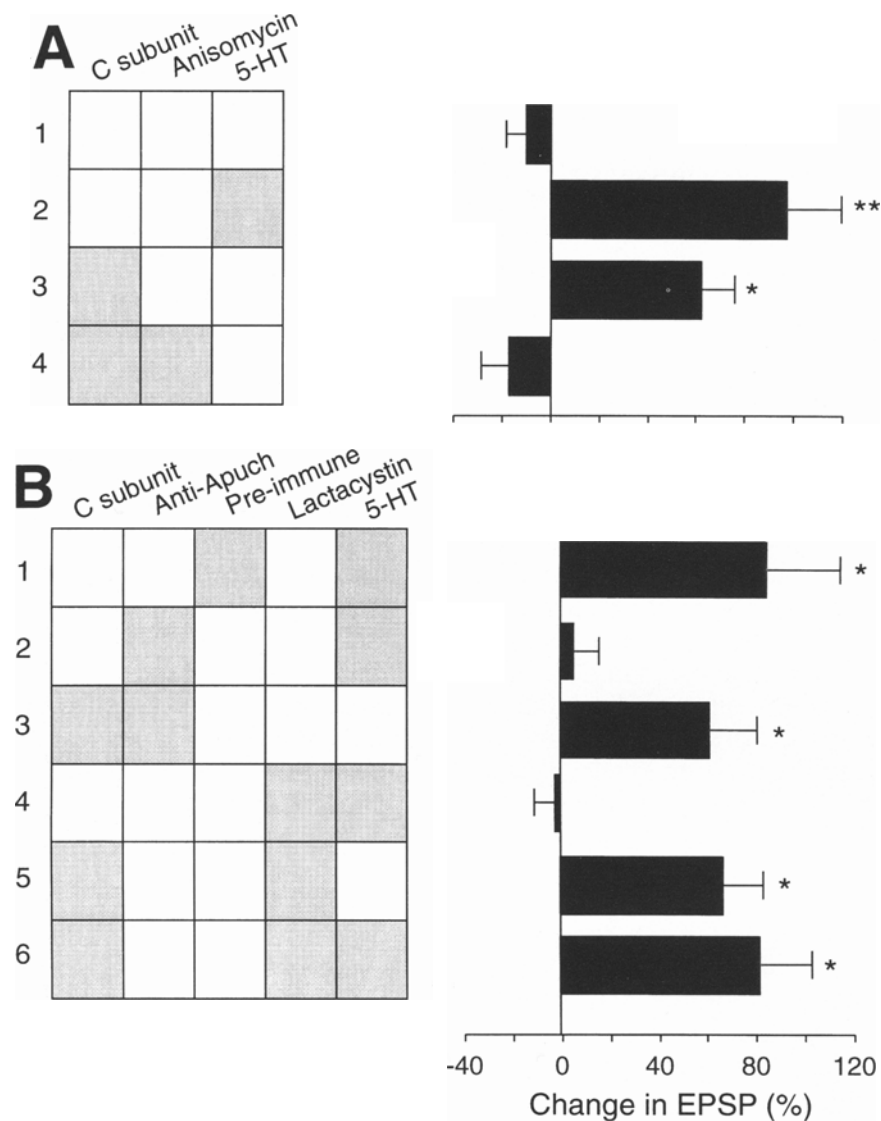 A
C subunit
Anisomycin
5-HT
1
2
3
4
**
*
B
C subunit
Anti-Apuch
Pre-immune
Lactacystin
5-HT
1
2
3
4
5
6
*
*
*
*
-40 0 40 80 120
Change in EPSP (%)